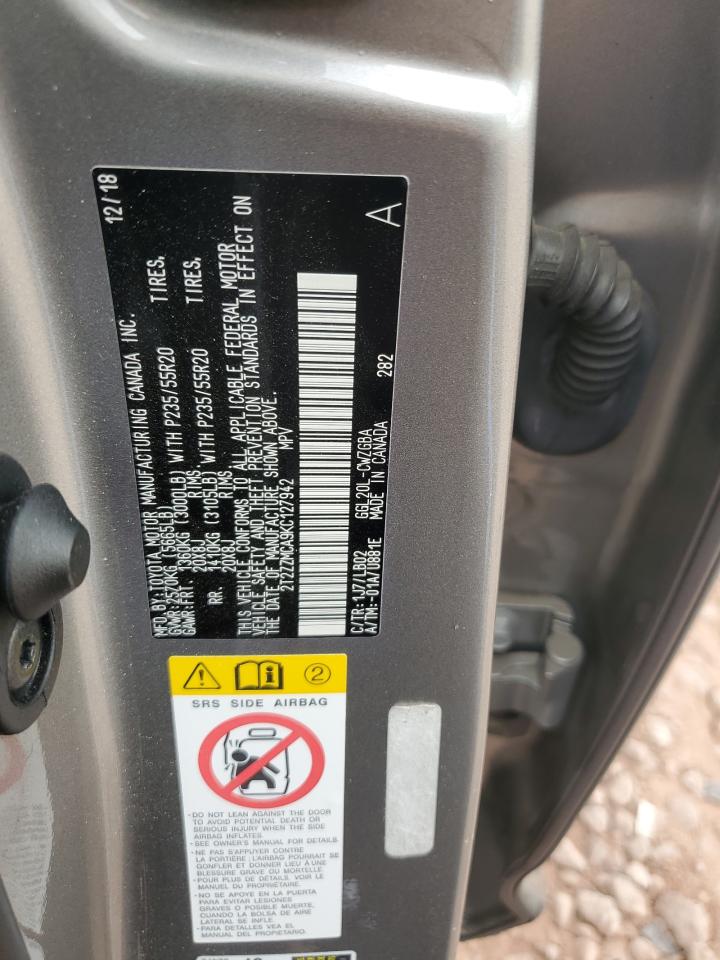 MFD.BY:TOYOTA MOTOR MANUFACTURING CANADA INC. 12/18
GVWR:2570KG (5665LB)
GAWR:FRT. 1360KG (3000LB) WITH P235/55R20 TIRES.
20X8J RIMS
RR. 1410KG (3105LB) WITH P235/55R20 TIRES.
20X8J RIMS
THIS VEHICLE CONFORMS TO ALL APPLICABLE FEDERAL MOTOR
VEHICLE SAFETY AND THEFT PREVENTION STANDARDS IN EFFECT ON
THE DATE OF MANUFACTURE SHOWN ABOVE.
2T2ZZMCA9KC127942 MPV
C/TR:1J7/LB02 GGL20L-CWZGBA 282 A
A/TM:-01A/U881E MADE IN CANADA
2
SRS SIDE AIRBAG
•DO NOT LEAN AGAINST THE DOOR
TO AVOID POTENTIAL DEATH OR
SERIOUS INJURY WHEN THE SIDE
AIRBAG INFLATES.
•SEE OWNER'S MANUAL FOR DETAILS.
•NE PAS S'APPUYER CONTRE
LA PORTIÈRE; L'AIRBAG POURRAIT SE
GONFLER ET DONNER LIEU À UNE
BLESSURE GRAVE OU MORTELLE.
•POUR PLUS DE DÉTAILS, VOIR LE
MANUEL DU PROPRIÉTAIRE.
•NO SE APOYE EN LA PUERTA
PARA EVITAR LESIONES
GRAVES O POSIBLE MUERTE,
CUANDO LA BOLSA DE AIRE
LATERAL SE INFLE.
•PARA DETALLES VEA EL
MANUAL DEL PROPIETARIO.